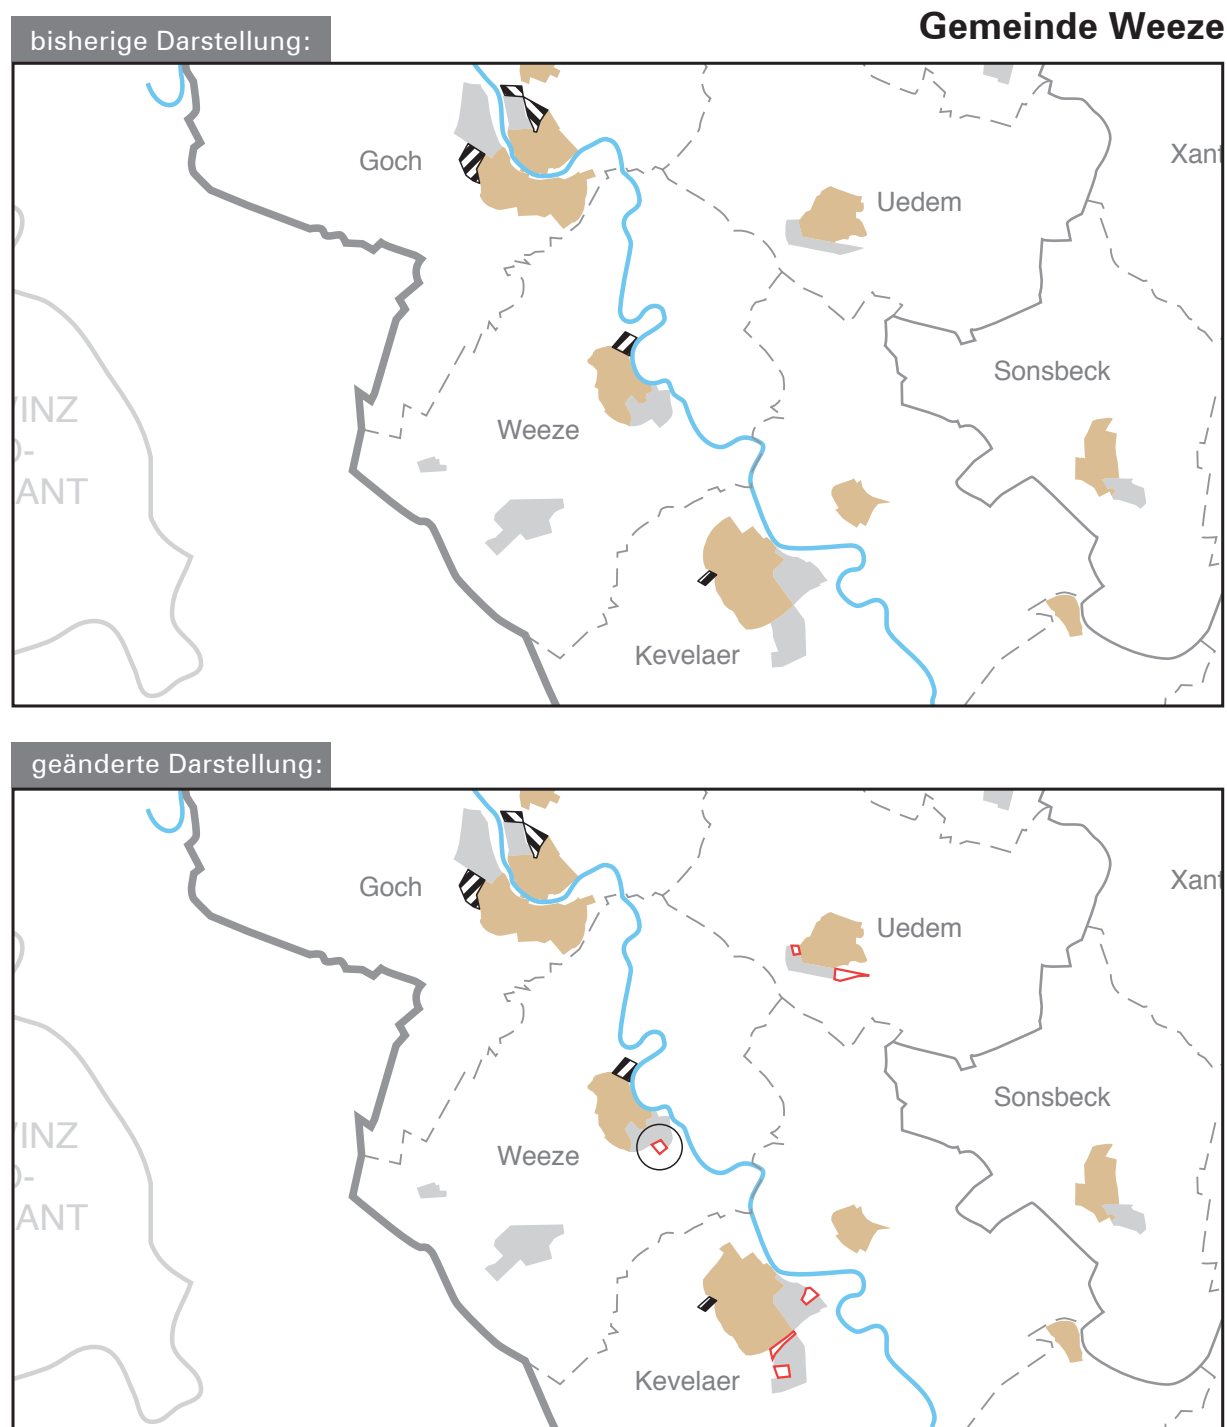 Gemeinde Weeze
bisherige Darstellung:
Goch
Xant
Uedem
Sonsbeck
INZ
-
ANT
Weeze
Kevelaer
geänderte Darstellung:
Goch
Xant
Uedem
Sonsbeck
INZ
-
ANT
Weeze
Kevelaer